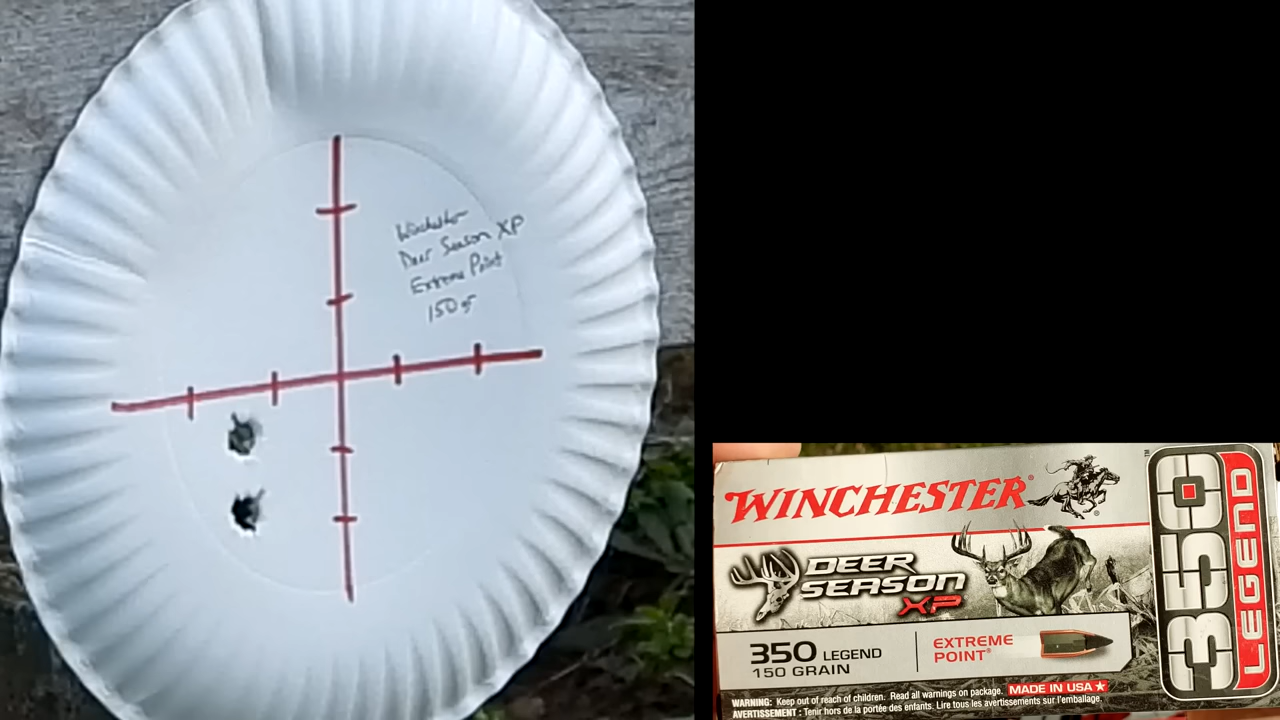 Winchester
Deer Season XP
Extreme Point
150 gr
WINCHESTER®
™
DEER
SEASON
XP
350 LEGEND
150 GRAIN
EXTREME
POINT®
350
LEGEND
WARNING: Keep out of reach of children. Read all warnings on package. MADE IN USA ★
AVERTISSEMENT : Tenir hors de la portée des enfants. Lire tous les avertissements sur l'emballage.